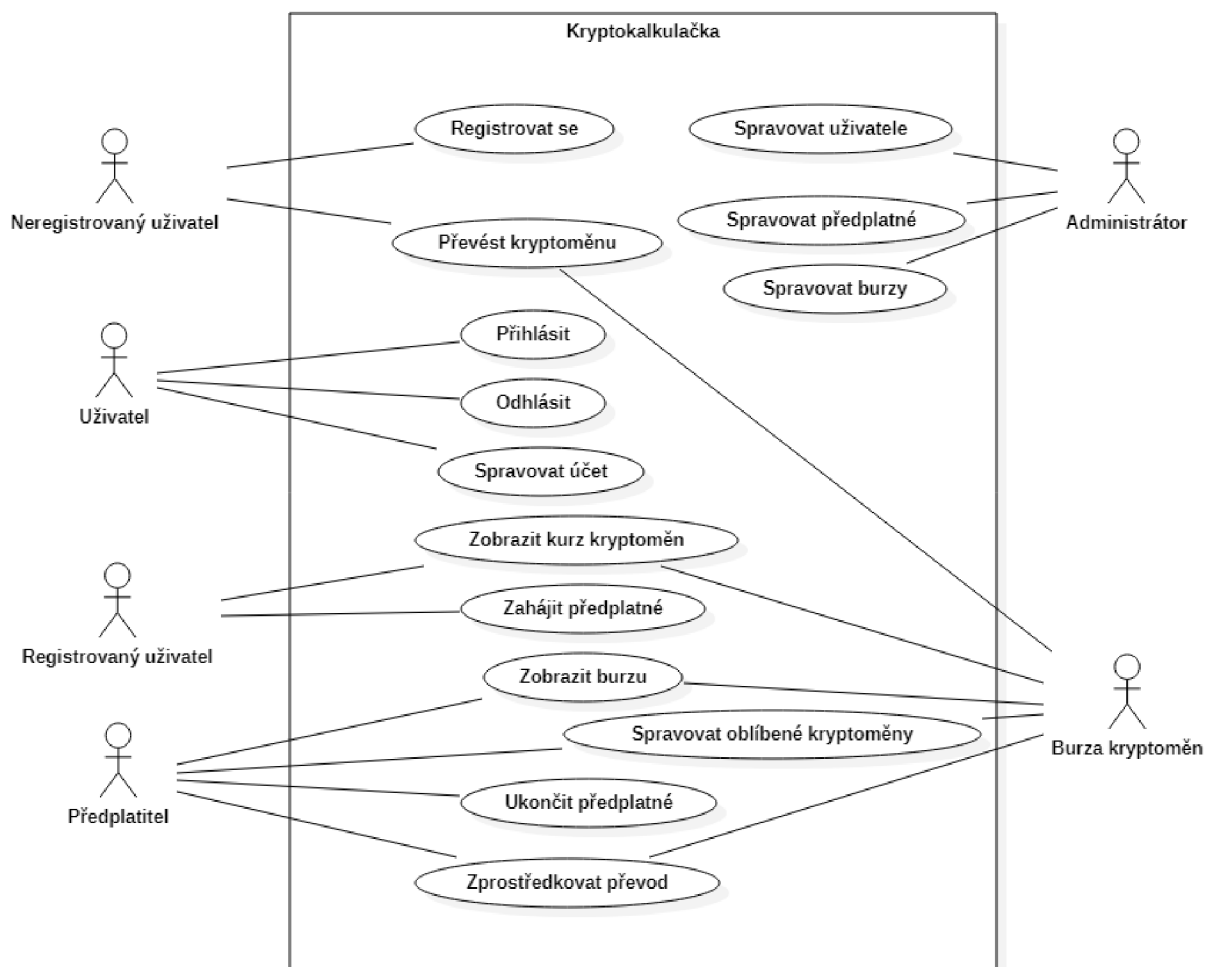 Kryptokalkulačka
Registrovat se
Spravovat uživatele
Neregistrovaný uživatel
Spravovat předplatné
Administrátor
Převést kryptoměnu
Spravovat burzy
Přihlásit
Uživatel
Odhlásit
Spravovat účet
Zobrazit kurz kryptoměn
Zahájit předplatné
Registrovaný uživatel
Zobrazit burzu
Spravovat oblíbené kryptoměny
Burza kryptoměn
Předplatitel
Ukončit předplatné
Zprostředkovat převod